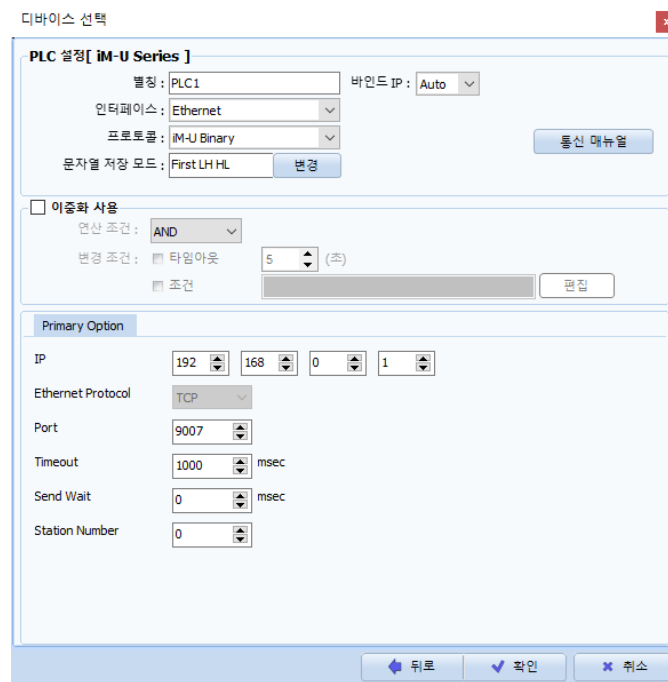 디바이스 선택
PLC 설정[ iM-U Series ]
별칭 : PLC1 바인드 IP : Auto
인터페이스 : Ethernet
프로토콜 : iM-U Binary 통신 매뉴얼
문자열 저장 모드 : First LH HL 변경
이중화 사용
연산 조건 : AND
변경 조건 : 타임아웃 5 (초)
조건 편집
Primary Option
IP 192 168 0 1
Ethernet Protocol TCP
Port 9007
Timeout 1000 msec
Send Wait 0 msec
Station Number 0
뒤로 확인 취소